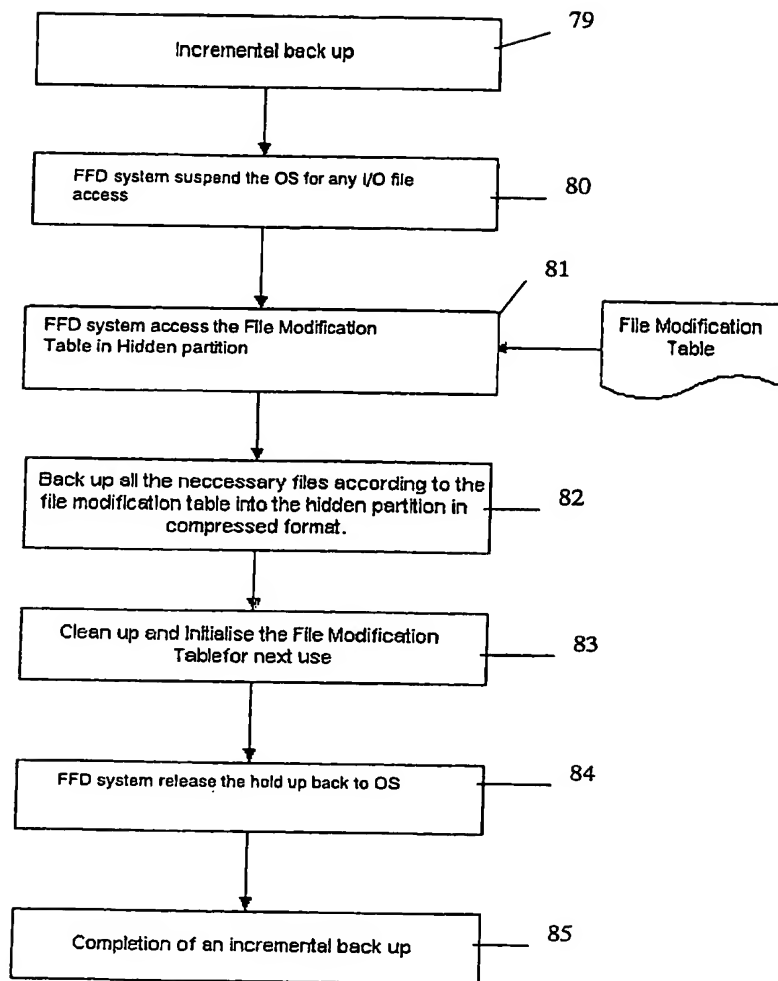 79
Incremental back up
FFD system suspend the OS for any I/O file
access
80
81
FFD system access the File Modification
Table in Hidden partition
File Modification
Table
Back up all the neccessary files according to the
file modification table into the hidden partition in
compressed format.
82
Clean up and Initialise the File Modification
Tablefor next use
83
FFD system release the hold up back to OS
84
Completion of an incremental back up
85